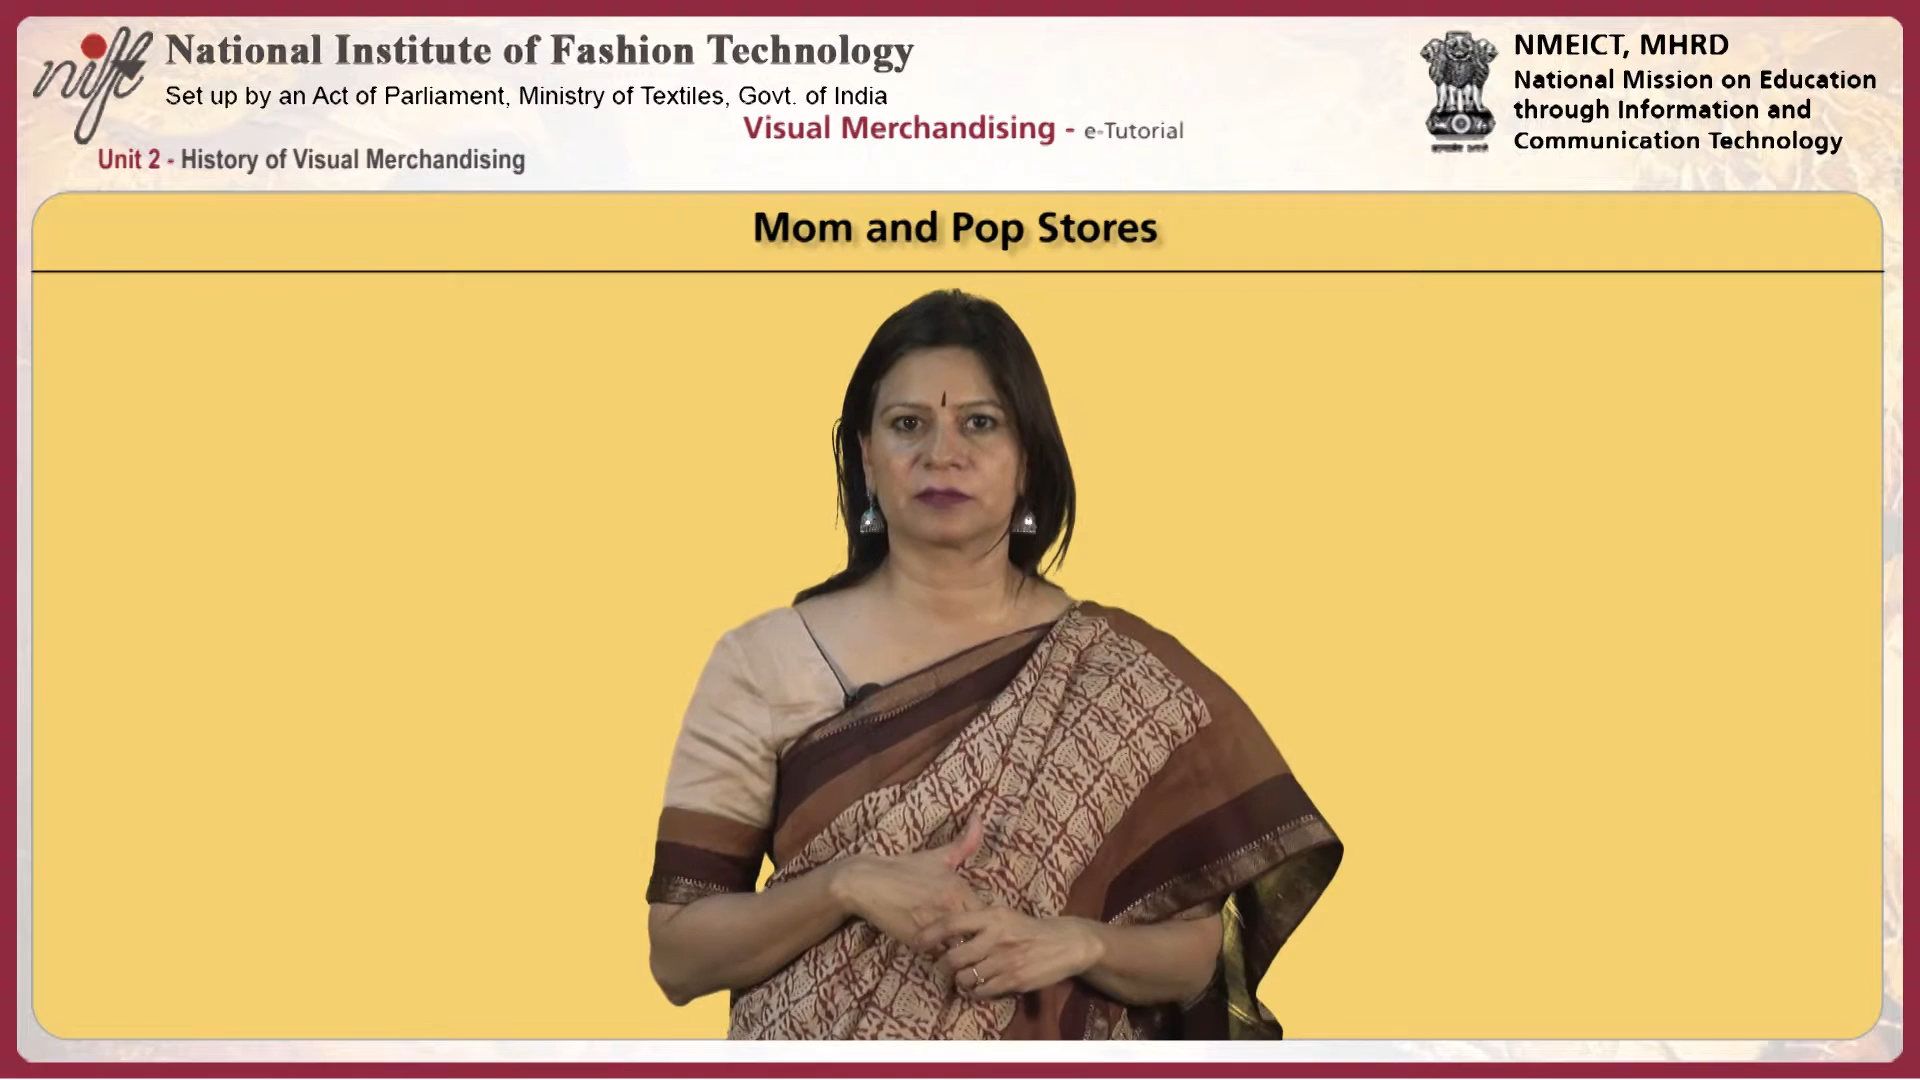 nift
National Institute of Fashion Technology
Set up by an Act of Parliament, Ministry of Textiles, Govt. of India
Visual Merchandising - e-Tutorial
Unit 2 - History of Visual Merchandising
NMEICT, MHRD
National Mission on Education
through Information and
Communication Technology
Mom and Pop Stores